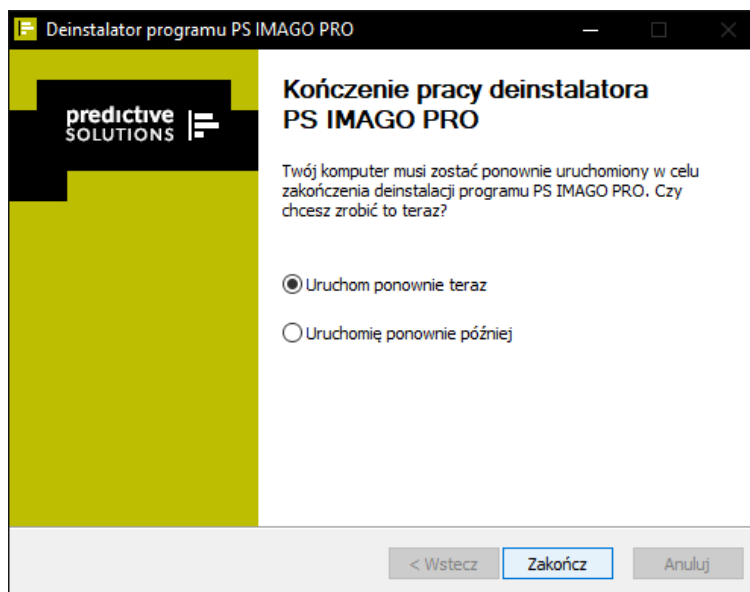 Deinstalator programu PS IMAGO PRO
predictive
SOLUTIONS
Kończenie pracy deinstalatora
PS IMAGO PRO
Twój komputer musi zostać ponownie uruchomiony w celu
zakończenia deinstalacji programu PS IMAGO PRO. Czy
chcesz zrobić to teraz?
Uruchom ponownie teraz
Uruchomię ponownie później
< Wstecz
Zakończ
Anuluj